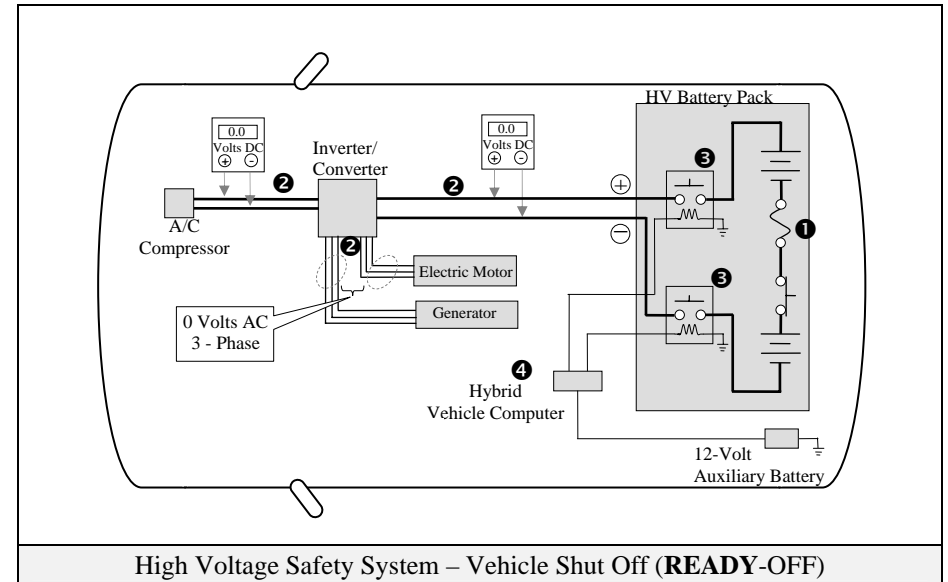 HV Battery Pack
0.0
Volts DC
+ -
0.0
Volts DC
+ -
Inverter/
Converter
❸
❷
❷
+
A/C
Compressor
❶
−
❷
Electric Motor
❸
Generator
0 Volts AC
3 - Phase
❹
Hybrid
Vehicle Computer
12-Volt
Auxiliary Battery
High Voltage Safety System – Vehicle Shut Off (READY-OFF)